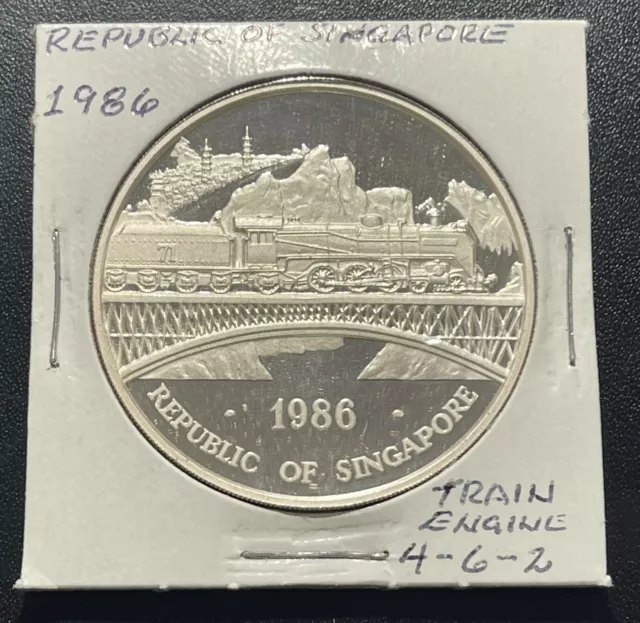 REPUBLIC OF SINGAPORE
1986
71
· 1986 ·
REPUBLIC OF SINGAPORE
TRAIN
ENGINE
4-6-2